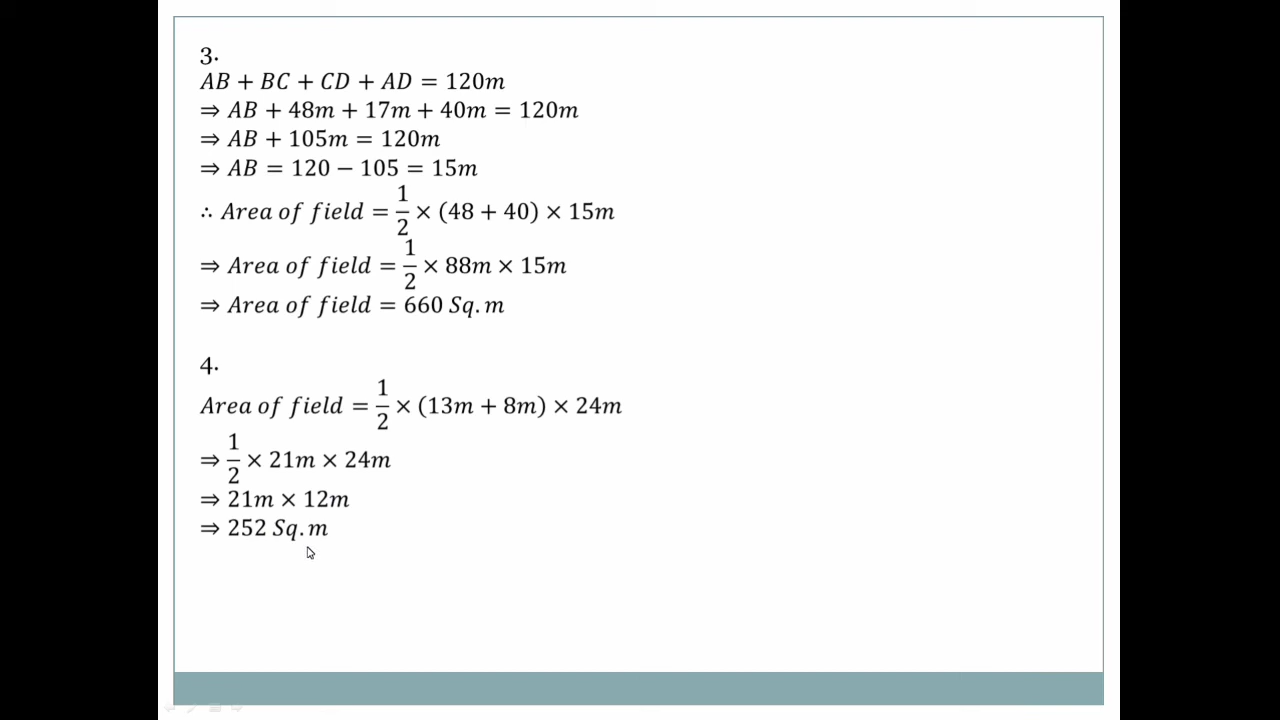 3.
AB + BC + CD + AD = 120m
⇒ AB + 48m + 17m + 40m = 120m
⇒ AB + 105m = 120m
⇒ AB = 120 − 105 = 15m
∴ Area of field = 1/2 × (48 + 40) × 15m
⇒ Area of field = 1/2 × 88m × 15m
⇒ Area of field = 660 Sq.m
4.
Area of field = 1/2 × (13m + 8m) × 24m
⇒ 1/2 × 21m × 24m
⇒ 21m × 12m
⇒ 252 Sq.m